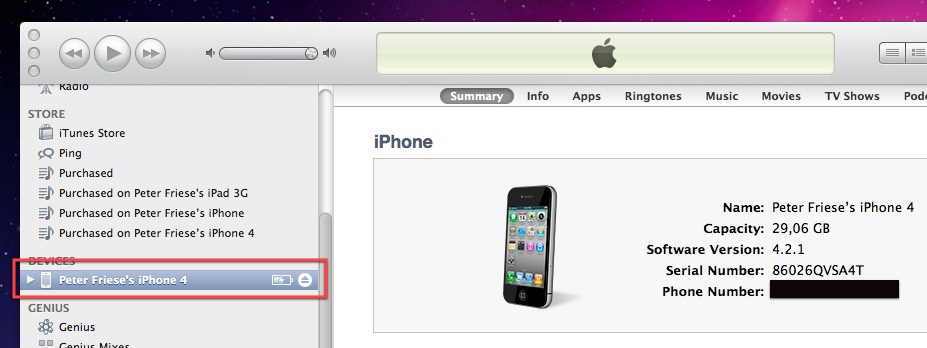 Radio
STORE
iTunes Store
Ping
Purchased
Purchased on Peter Friese's iPad 3G
Purchased on Peter Friese's iPhone
Purchased on Peter Friese's iPhone 4
DEVICES
Peter Friese's iPhone 4
GENIUS
Genius
Genius Mixes
Summary Info Apps Ringtones Music Movies TV Shows Podc
iPhone
Name: Peter Friese's iPhone 4
Capacity: 29,06 GB
Software Version: 4.2.1
Serial Number: 86026QVSA4T
Phone Number: